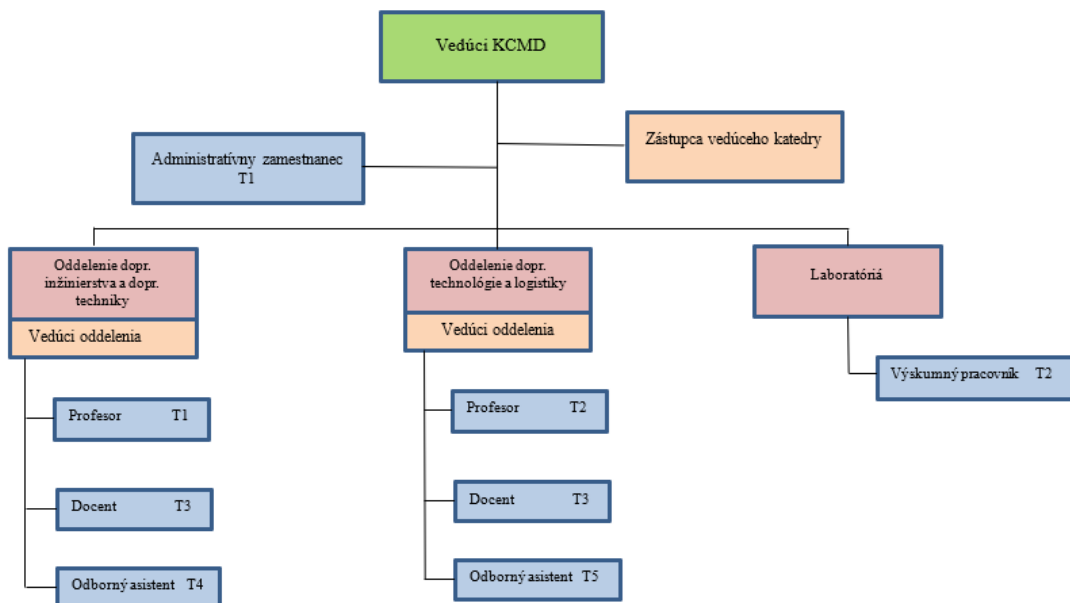 Vedúci KCMD
Zástupca vedúceho katedry
Administratívny zamestnanec
T1
Oddelenie dopr.
inžinierstva a dopr.
techniky
Vedúci oddelenia
Oddelenie dopr.
technológie a logistiky
Vedúci oddelenia
Laboratóriá
Profesor T1
Docent T3
Odborný asistent T4
Profesor T2
Docent T3
Odborný asistent T5
Výskumný pracovník T2